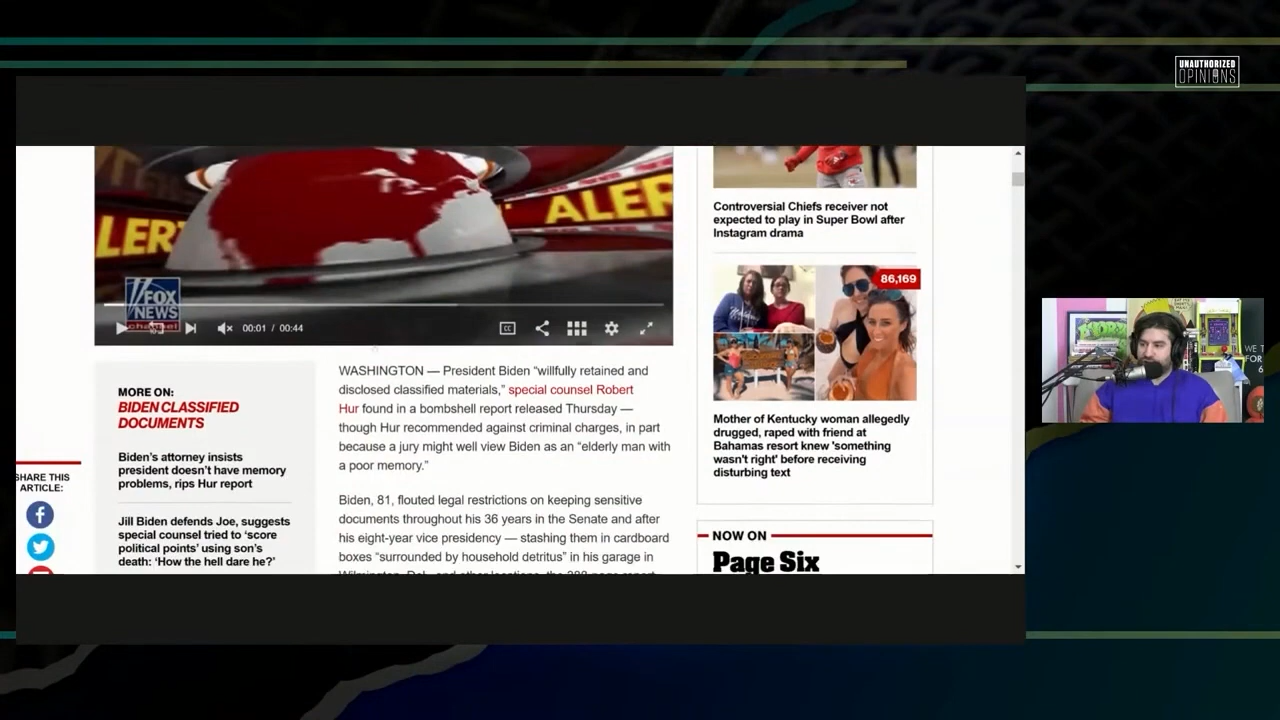 UNAUTHORIZED
OPINIONS
LERT
ALERT
FOX
NEWS
channel
00:01 / 00:44
CC
MORE ON:
BIDEN CLASSIFIED
DOCUMENTS
Biden’s attorney insists
president doesn’t have memory
problems, rips Hur report
Jill Biden defends Joe, suggests
special counsel tried to ‘score
political points’ using son’s
death: ‘How the hell dare he?’
SHARE THIS
ARTICLE:
WASHINGTON — President Biden “willfully retained and
disclosed classified materials,” special counsel Robert
Hur found in a bombshell report released Thursday —
though Hur recommended against criminal charges, in part
because a jury might well view Biden as an “elderly man with
a poor memory.”
Biden, 81, flouted legal restrictions on keeping sensitive
documents throughout his 36 years in the Senate and after
his eight-year vice presidency — stashing them in cardboard
boxes “surrounded by household detritus” in his garage in
Controversial Chiefs receiver not
expected to play in Super Bowl after
Instagram drama
86,169
Mother of Kentucky woman allegedly
drugged, raped with friend at
Bahamas resort knew 'something
wasn't right' before receiving
disturbing text
NOW ON
Page Six
WE T
FOR
6